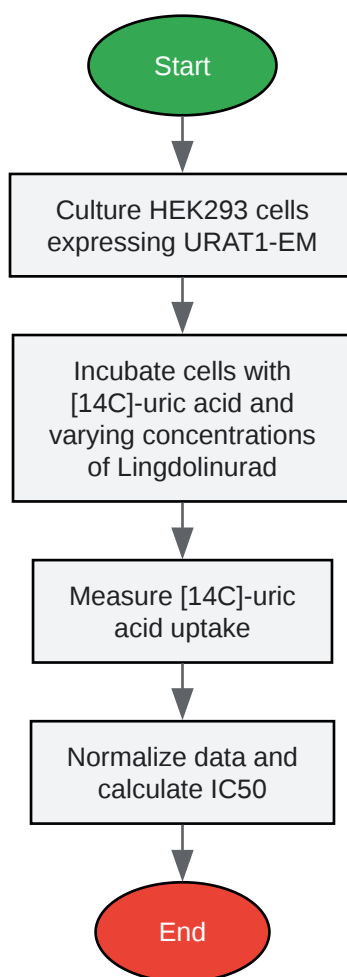 Start
Culture HEK293 cells
expressing URAT1-EM
Incubate cells with
[14C]-uric acid and
varying concentrations
of Lingdolinurad
Measure [14C]-uric
acid uptake
Normalize data and
calculate IC50
End